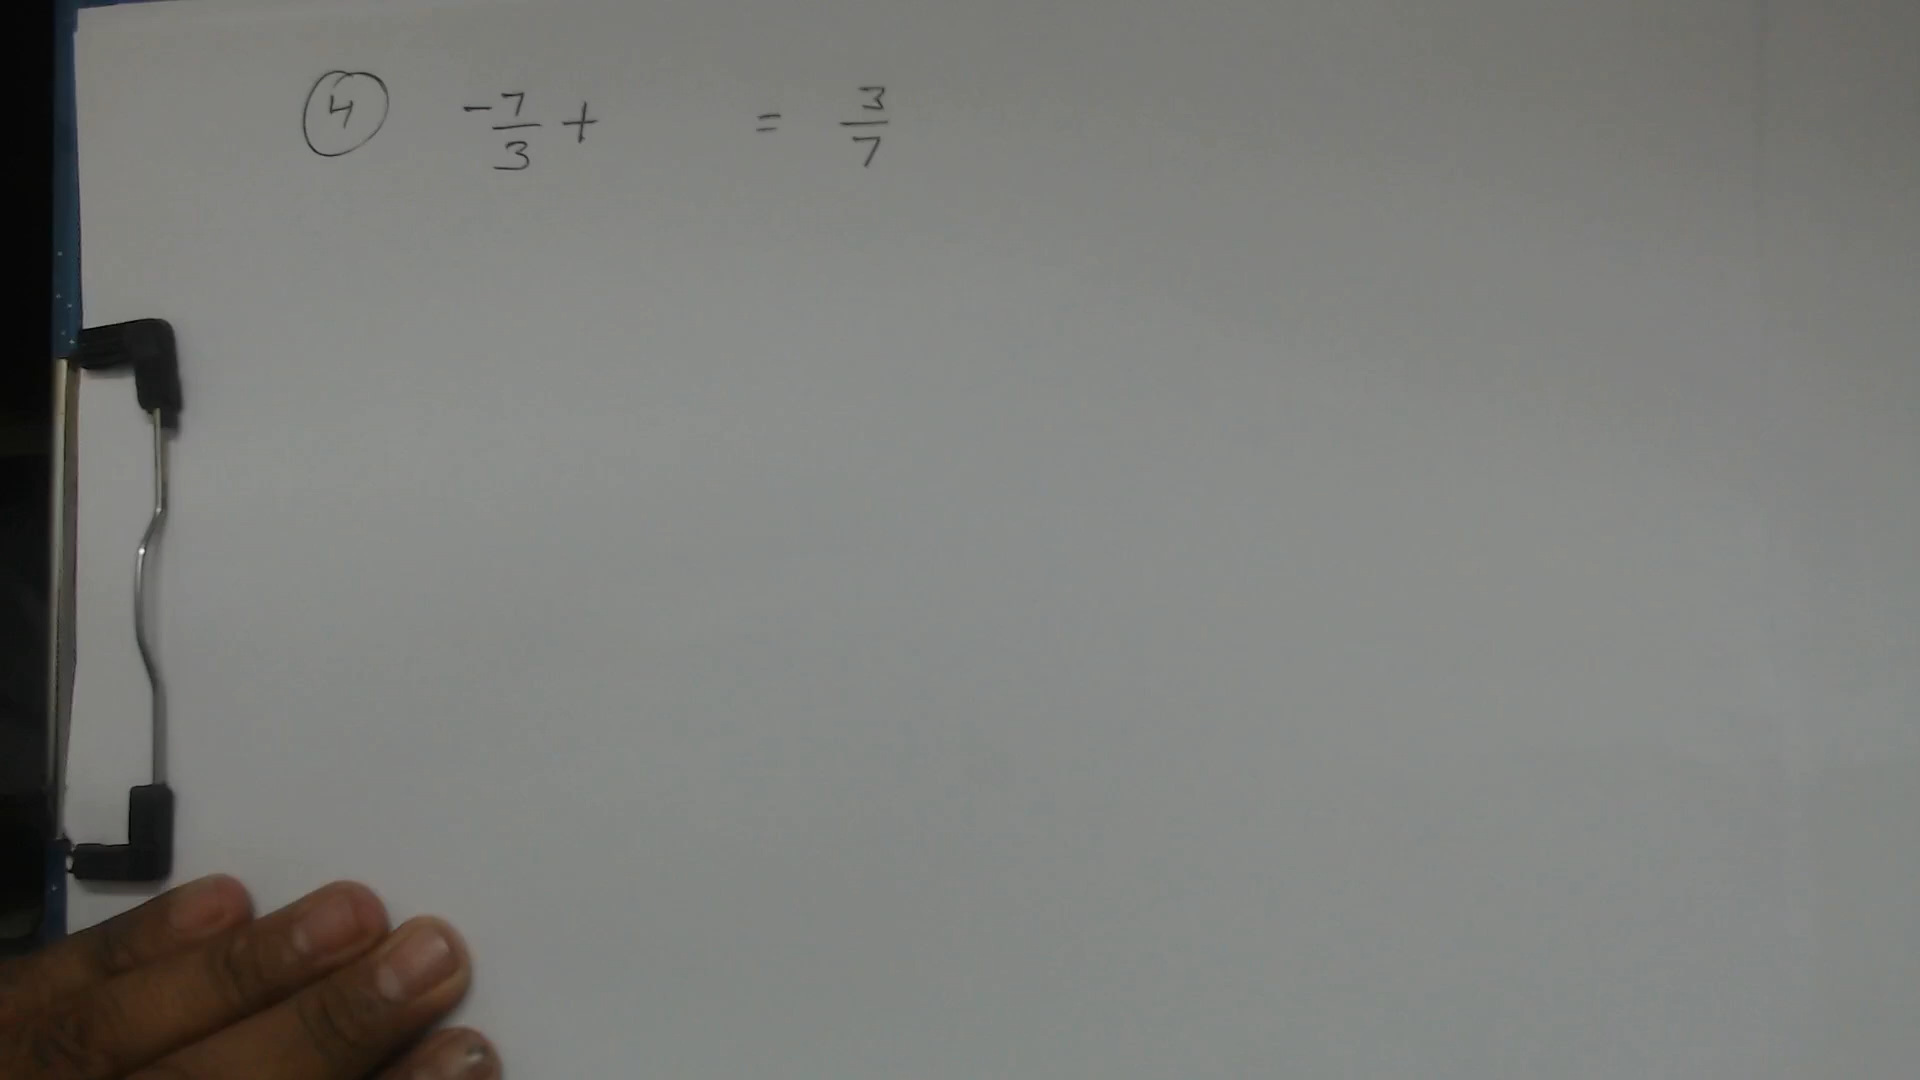 4 -7/3 + = 3/7